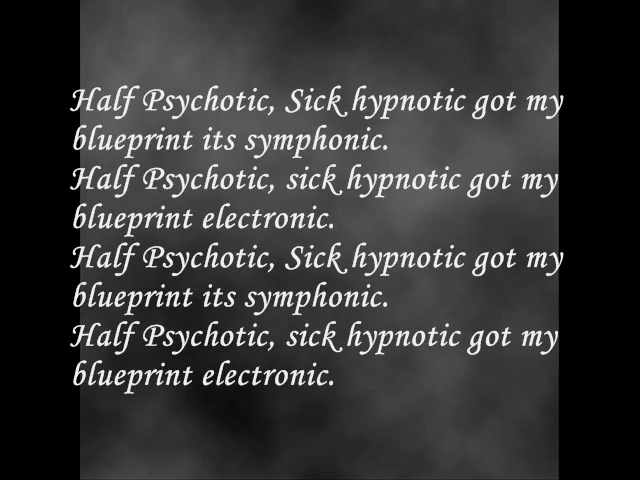 Half Psychotic, Sick hypnotic got my
blueprint its symphonic.
Half Psychotic, sick hypnotic got my
blueprint electronic.
Half Psychotic, Sick hypnotic got my
blueprint its symphonic.
Half Psychotic, sick hypnotic got my
blueprint electronic.